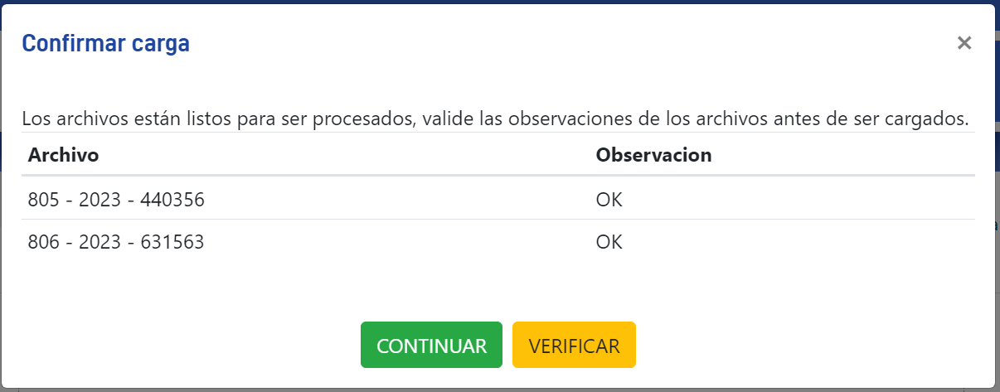 Confirmar carga
×
Los archivos están listos para ser procesados, valide las observaciones de los archivos antes de ser cargados.
Archivo Observacion
805 - 2023 - 440356 OK
806 - 2023 - 631563 OK
CONTINUAR VERIFICAR